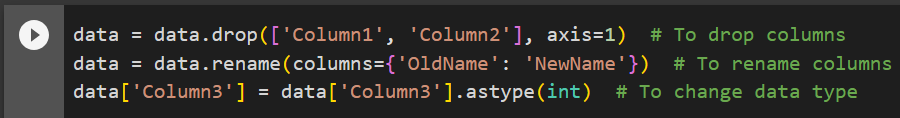 data = data.drop(['Column1', 'Column2'], axis=1)  # To drop columns
data = data.rename(columns={'OldName': 'NewName'})  # To rename columns
data['Column3'] = data['Column3'].astype(int)  # To change data type